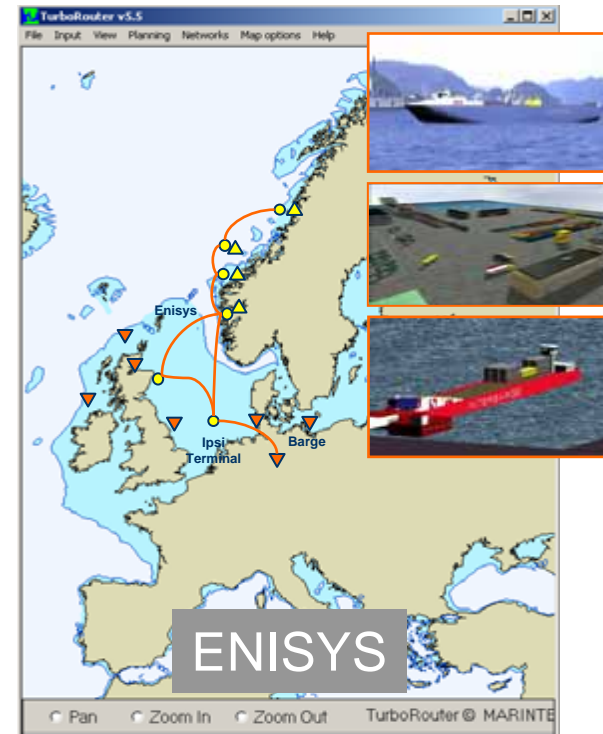 TurboRouter v5.5
File Input View Planning Networks Map options Help
Enisys
Ipsi
Terminal
Barge
ENISYS
Pan Zoom In Zoom Out TurboRouter © MARINTE